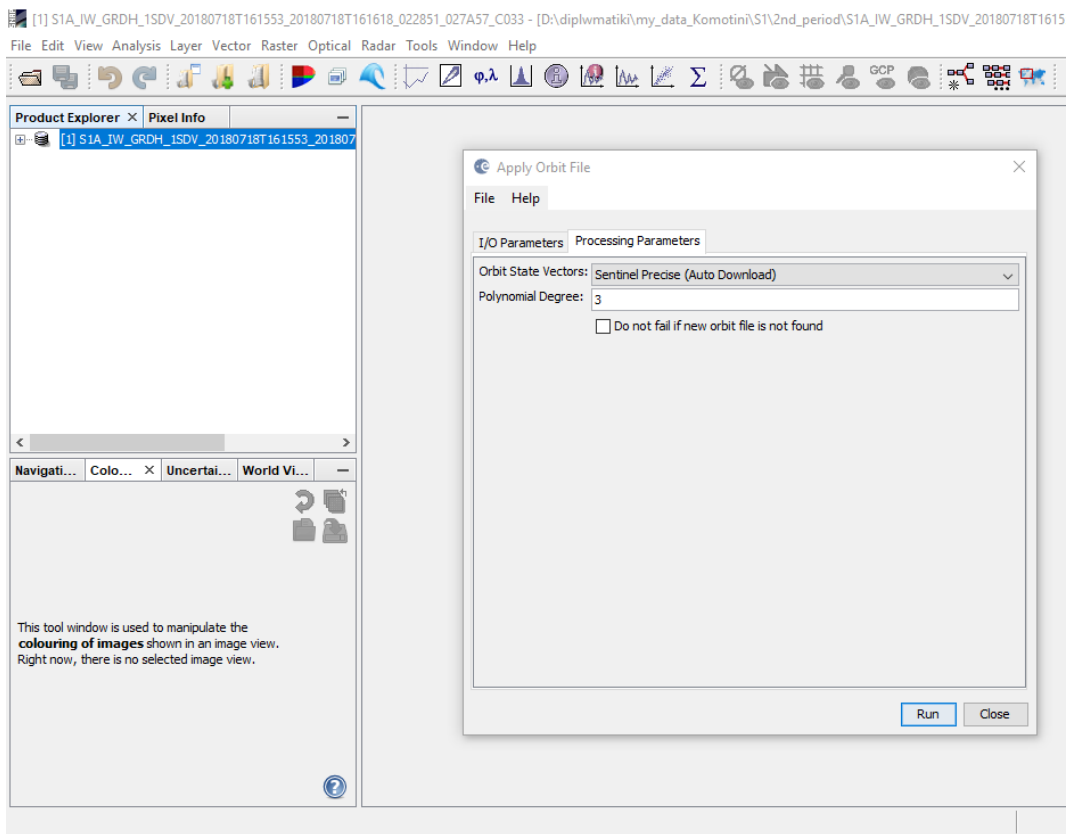 [1] S1A_IW_GRDH_1SDV_20180718T161553_20180718T161618_022851_027A57_C033 - [D:\diplwmatiki\my_data_Komotini\S1\2nd_period\S1A_IW_GRDH_1SDV_20180718T1615
File Edit View Analysis Layer Vector Raster Optical Radar Tools Window Help
φ,λ Σ GCP
Product Explorer × Pixel Info
[1] S1A_IW_GRDH_1SDV_20180718T161553_201807
Apply Orbit File
File Help
I/O Parameters Processing Parameters
Orbit State Vectors: Sentinel Precise (Auto Download)
Polynomial Degree: 3
Do not fail if new orbit file is not found
Navigati... Colo... × Uncertai... World Vi...
This tool window is used to manipulate the
colouring of images shown in an image view.
Right now, there is no selected image view.
Run Close